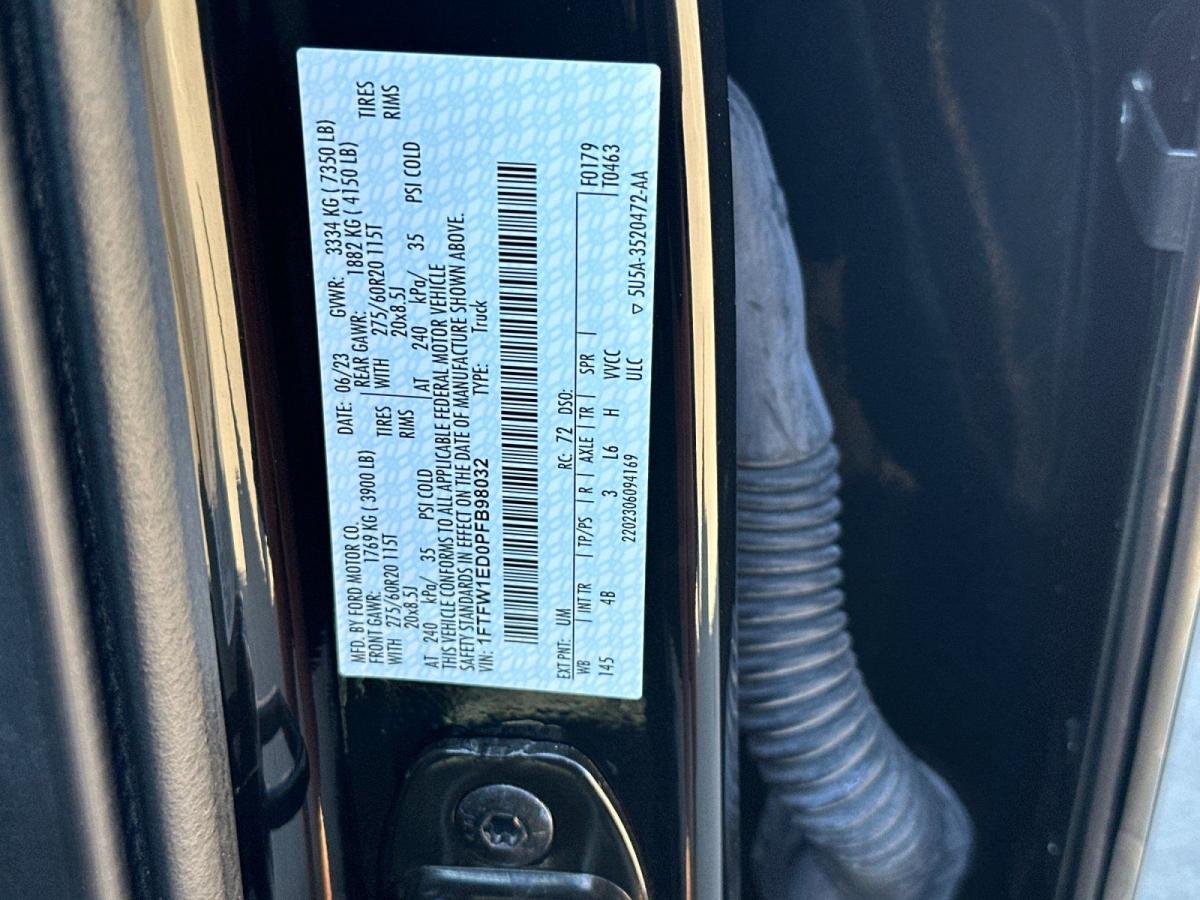 MFD. BY FORD MOTOR CO. DATE: 06/23 GVWR: 3334 KG ( 7350 LB)
FRONT GAWR: 1769 KG ( 3900 LB) REAR GAWR: 1882 KG ( 4150 LB)
WITH 275/60R20 115T TIRES WITH 275/60R20 115T TIRES
20x8.5J RIMS 20x8.5J RIMS
AT 240 kPa/ 35 PSI COLD AT 240 kPa/ 35 PSI COLD
THIS VEHICLE CONFORMS TO ALL APPLICABLE FEDERAL MOTOR VEHICLE
SAFETY STANDARDS IN EFFECT ON THE DATE OF MANUFACTURE SHOWN ABOVE.
VIN: 1FTFW1ED0PFB98032 TYPE: Truck
EXT PNT: UM RC: 72 DSO: F0179
WB INT TR TP/PS R AXLE TR SPR T0463
145 4B 3 L6 H VVCC
2202306094169 ULC ▽ 5U5A-3520472-AA